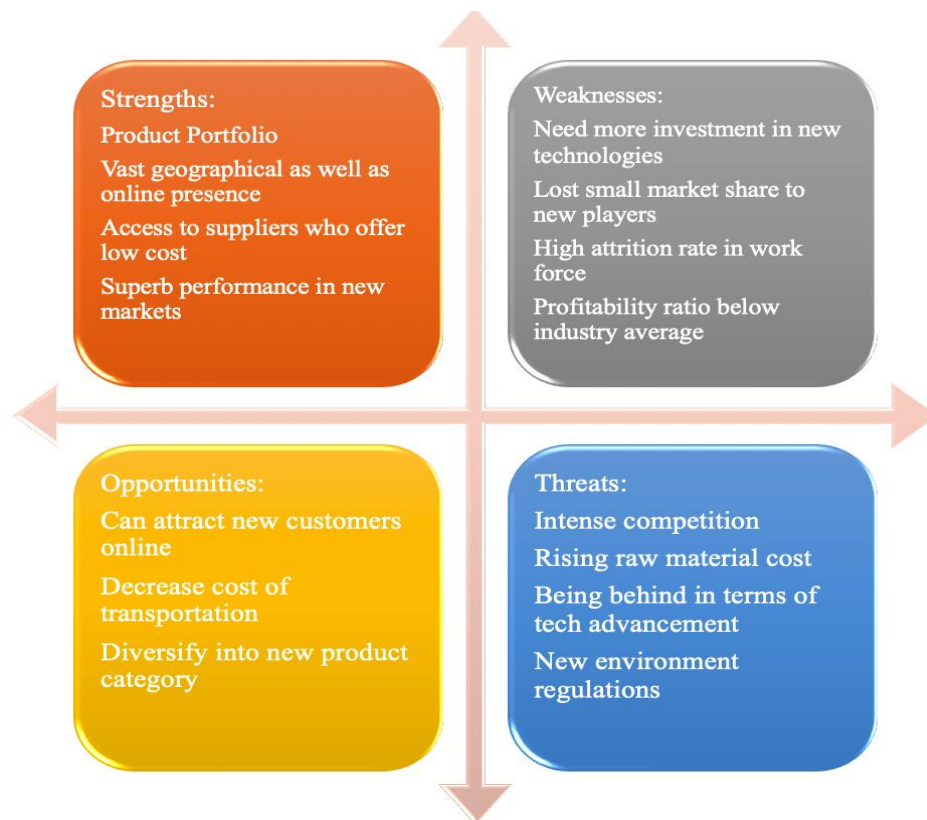 Strengths:
Product Portfolio
Vast geographical as well as
online presence
Access to suppliers who offer
low cost
Superb performance in new
markets
Weaknesses:
Need more investment in new
technologies
Lost small market share to
new players
High attrition rate in work
force
Profitability ratio below
industry average
Opportunities:
Can attract new customers
online
Decrease cost of
transportation
Diversify into new product
category
Threats:
Intense competition
Rising raw material cost
Being behind in terms of
tech advancement
New environment
regulations